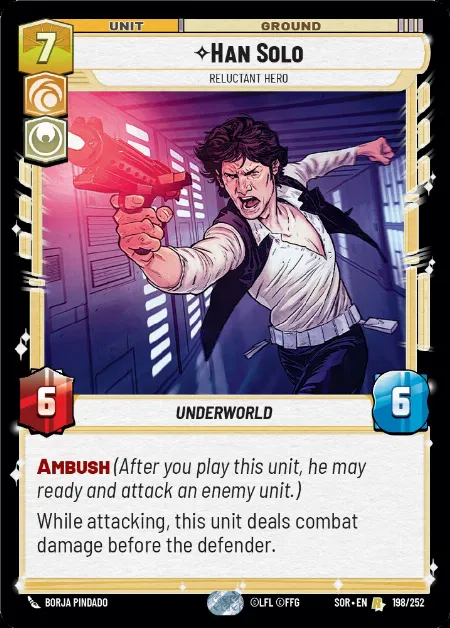 7
UNIT
GROUND
✧HAN SOLO
RELUCTANT HERO
6
UNDERWORLD
6
AMBUSH (After you play this unit, he may
ready and attack an enemy unit.)
While attacking, this unit deals combat
damage before the defender.
BORJA PINDADO
©LFL ©FFG
SOR • EN R 198/252